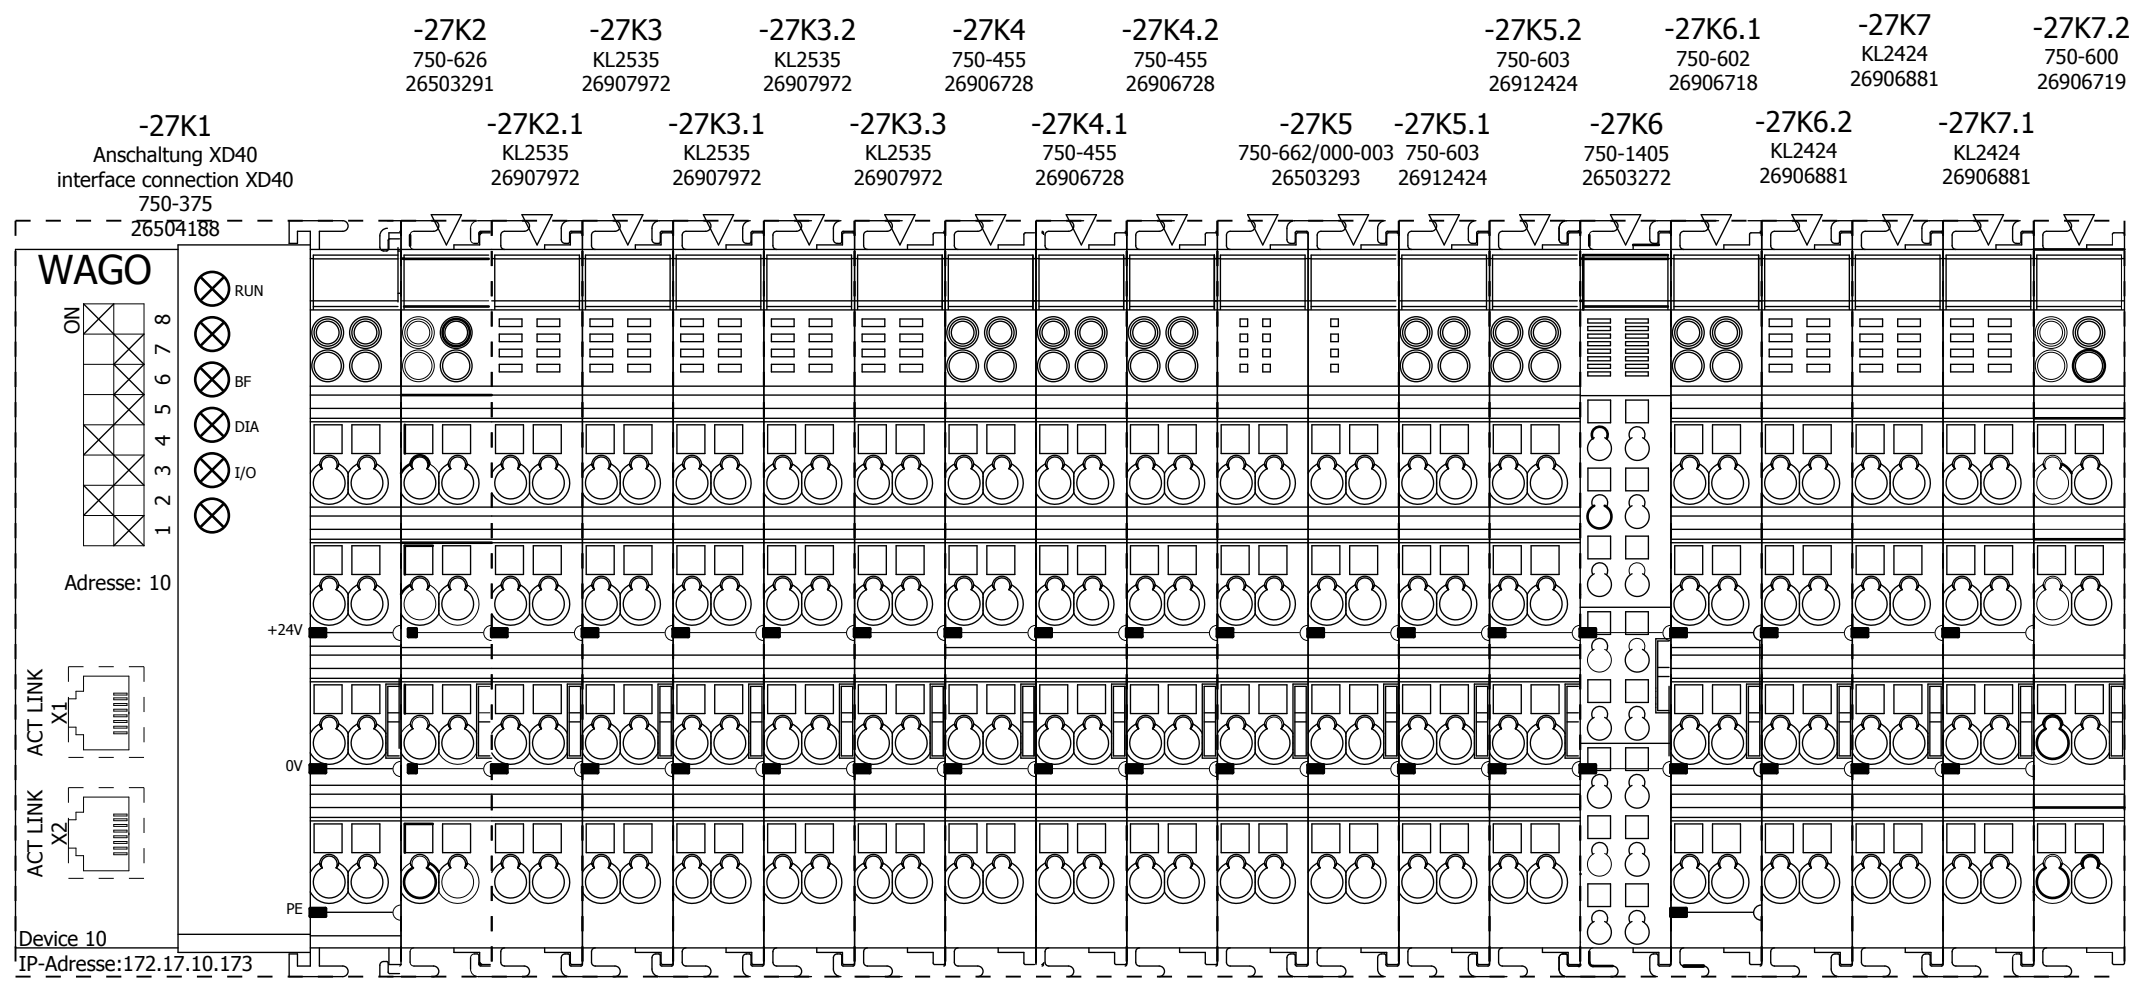 -27K2
750-626
26503291
-27K3
KL2535
26907972
-27K3.2
KL2535
26907972
-27K4
750-455
26906728
-27K4.2
750-455
26906728
-27K5.2
750-603
26912424
-27K6.1
750-602
26906718
-27K7
KL2424
26906881
-27K7.2
750-600
26906719
-27K1
Anschaltung XD40
interface connection XD40
750-375
26504188
-27K2.1
KL2535
26907972
-27K3.1
KL2535
26907972
-27K3.3
KL2535
26907972
-27K4.1
750-455
26906728
-27K5
750-662/000-003
26503293
-27K5.1
750-603
26912424
-27K6
750-1405
26503272
-27K6.2
KL2424
26906881
-27K7.1
KL2424
26906881
WAGO
ON
8
7
6
5
4
3
2
1
RUN
BF
DIA
I/O
Adresse: 10
+24V
ACT LINK
X1
0V
ACT LINK
X2
PE
Device 10
IP-Adresse:172.17.10.173